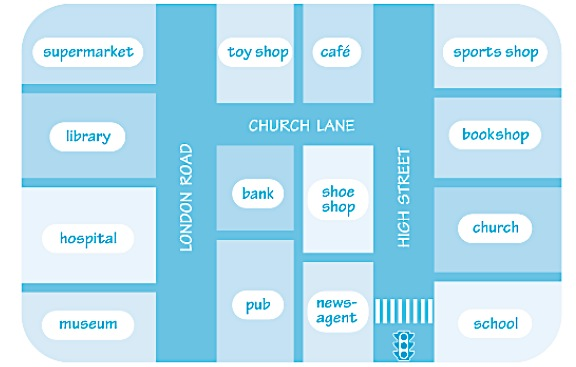 supermarket
toy shop
café
sports shop
library
CHURCH LANE
bookshop
LONDON ROAD
HIGH STREET
bank
shoe
shop
hospital
church
pub
news-
agent
museum
school